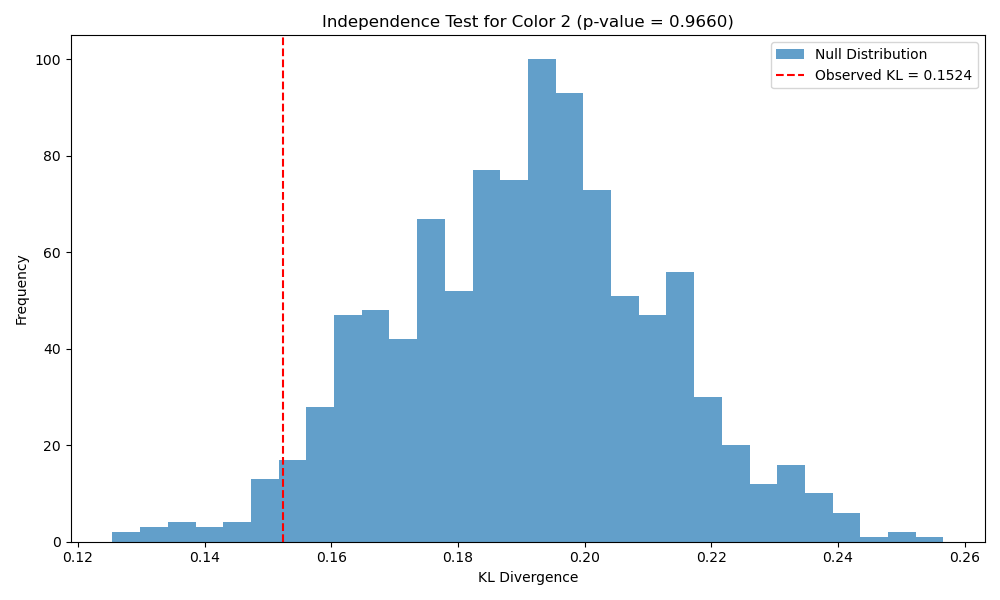 Independence Test for Color 2 (p-value = 0.9660)
Null Distribution
Observed KL = 0.1524
Frequency
100
80
60
40
20
0
0.12 0.14 0.16 0.18 0.20 0.22 0.24 0.26
KL Divergence